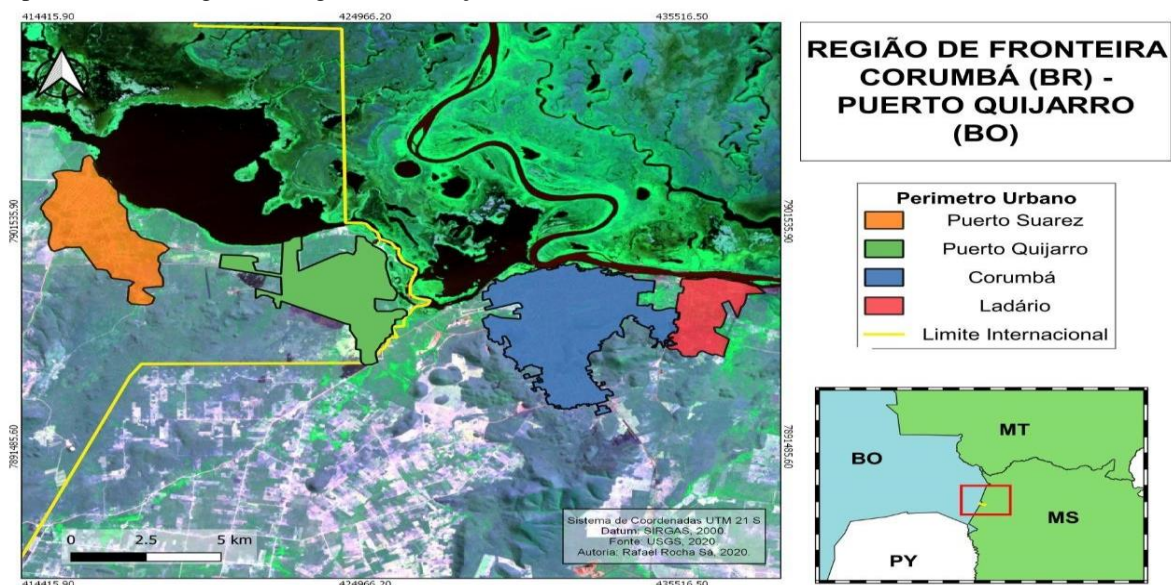 414415.90 424966.20 435516.50
7901535.90 7901535.90
7891485.60 7891485.60
0 2.5 5 km
Sistema de Coordenadas UTM 21 S
Datum: SIRGAS, 2000
Fonte: USGS, 2020
Autoria: Rafael Rocha Sá, 2020.
414415.90 424966.20 435516.50
REGIÃO DE FRONTEIRA
CORUMBÁ (BR) -
PUERTO QUIJARRO
(BO)
Perimetro Urbano
Puerto Suarez
Puerto Quijarro
Corumbá
Ladário
Limite Internacional
MT
BO
MS
PY